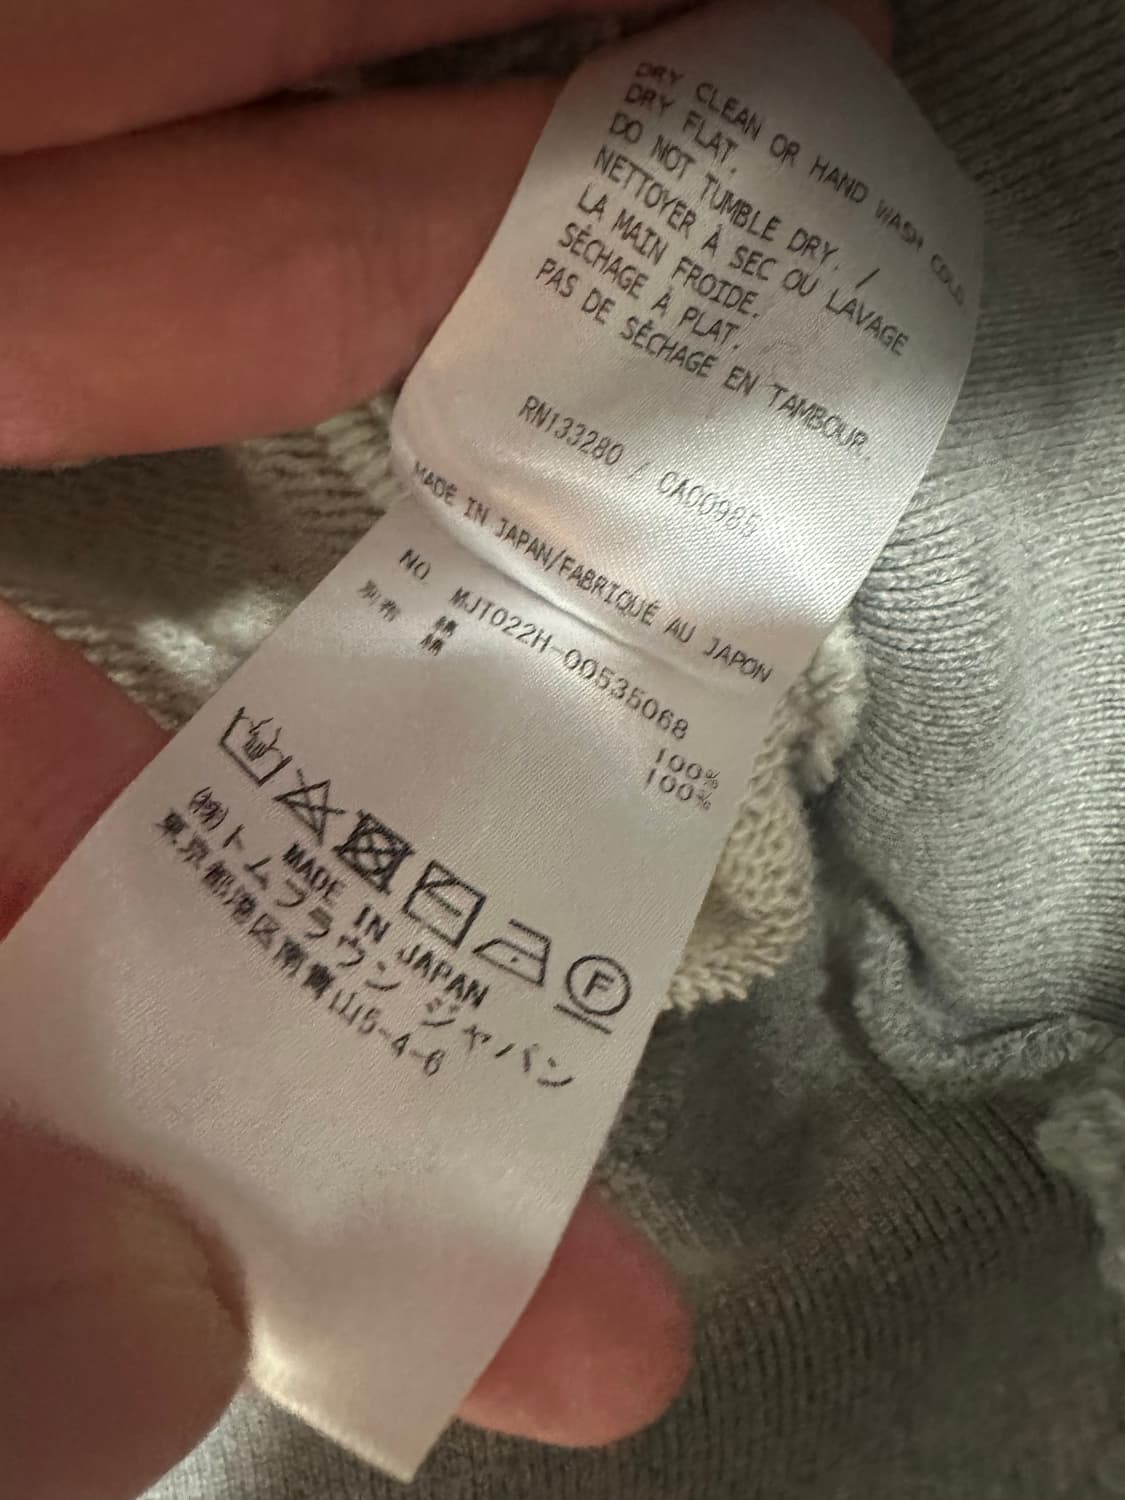 DRY CLEAN OR HAND WASH COLD
DRY FLAT.
DO NOT TUMBLE DRY. /
NETTOYER À SEC OU LAVAGE
LA MAIN FROIDE.
SÉCHAGE À PLAT.
PAS DE SÉCHAGE EN TAMBOUR.
RN133280 / CA00985
MADE IN JAPAN/FABRIQUÉ AU JAPON
NO. MJT022H-00535068
綿 100%
別布 綿 100%
F
MADE IN JAPAN
㈱トムブラウン ジャパン
東京都港区南青山5-4-6